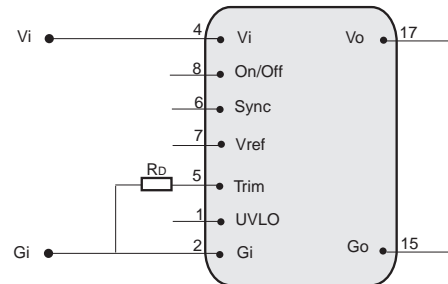 Vi 4 Vi Vo 17
8 On/Off
6 Sync
7 Vref
RD 5 Trim
1 UVLO
Gi 2 Gi Go 15